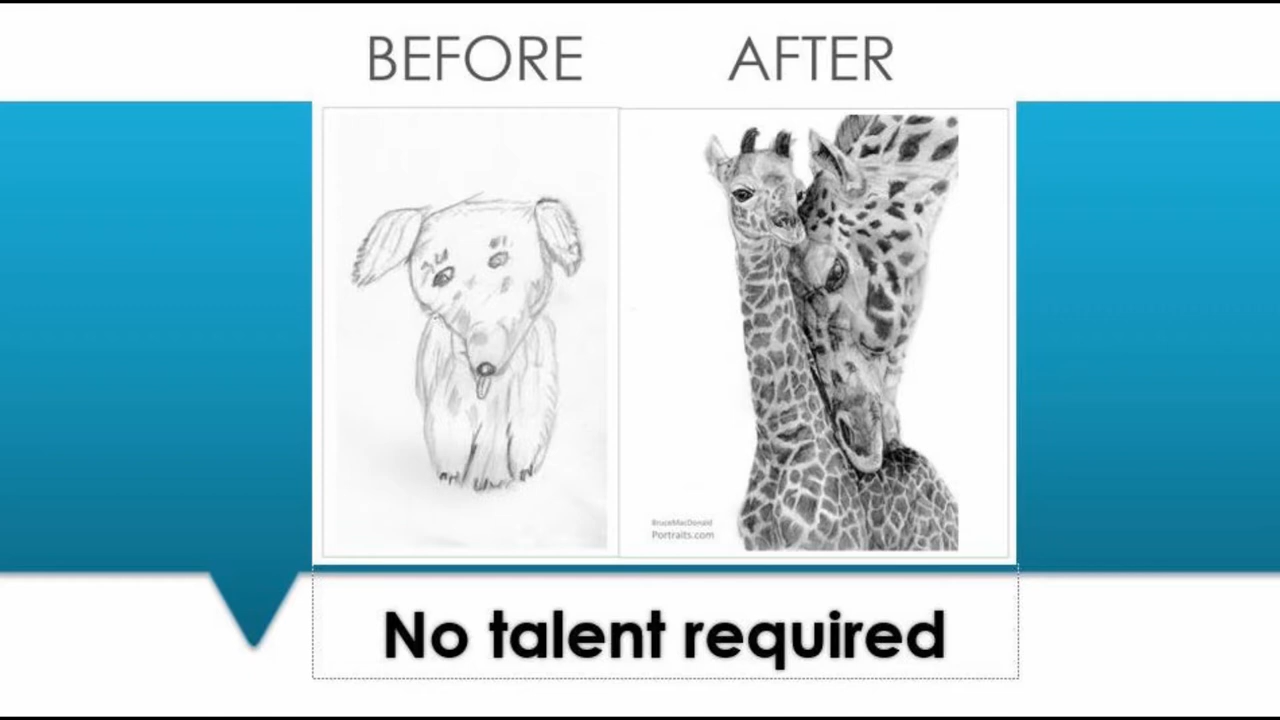 BEFORE
AFTER
BruceMacDonald
Portraits.com
No talent required